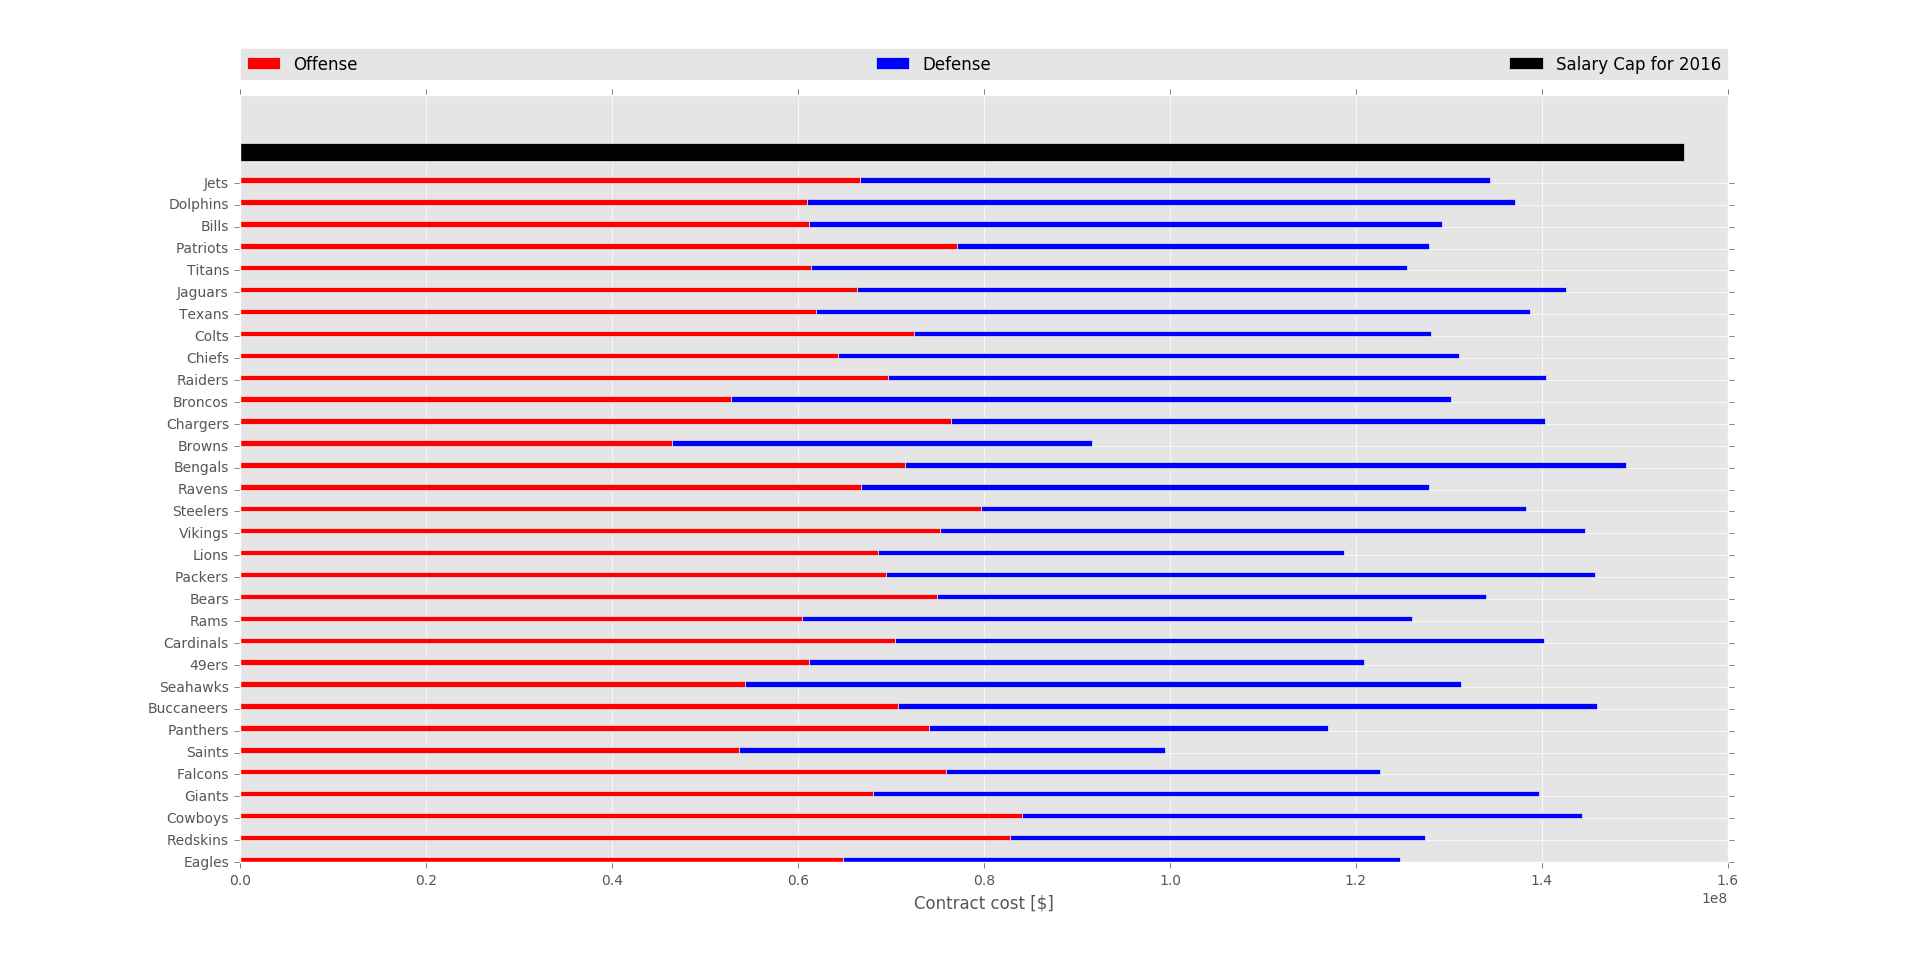 Offense Defense Salary Cap for 2016
Jets
Dolphins
Bills
Patriots
Titans
Jaguars
Texans
Colts
Chiefs
Raiders
Broncos
Chargers
Browns
Bengals
Ravens
Steelers
Vikings
Lions
Packers
Bears
Rams
Cardinals
49ers
Seahawks
Buccaneers
Panthers
Saints
Falcons
Giants
Cowboys
Redskins
Eagles
0.0 0.2 0.4 0.6 0.8 1.0 1.2 1.4 1.6
1e8
Contract cost [$]